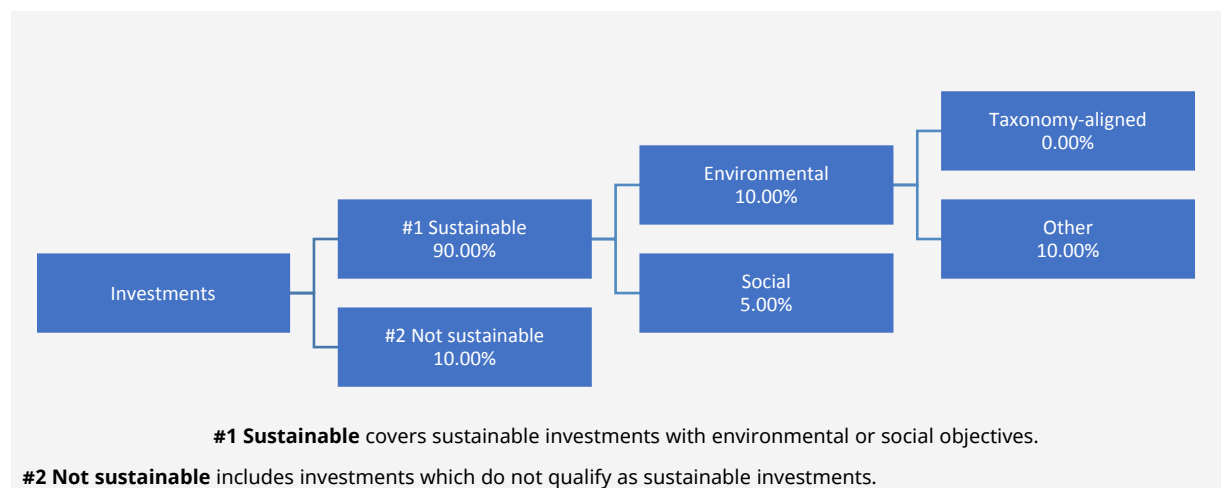 Investments
#1 Sustainable
90.00%
#2 Not sustainable
10.00%
Environmental
10.00%
Social
5.00%
Taxonomy-aligned
0.00%
Other
10.00%
#1 Sustainable covers sustainable investments with environmental or social objectives.
#2 Not sustainable includes investments which do not qualify as sustainable investments.